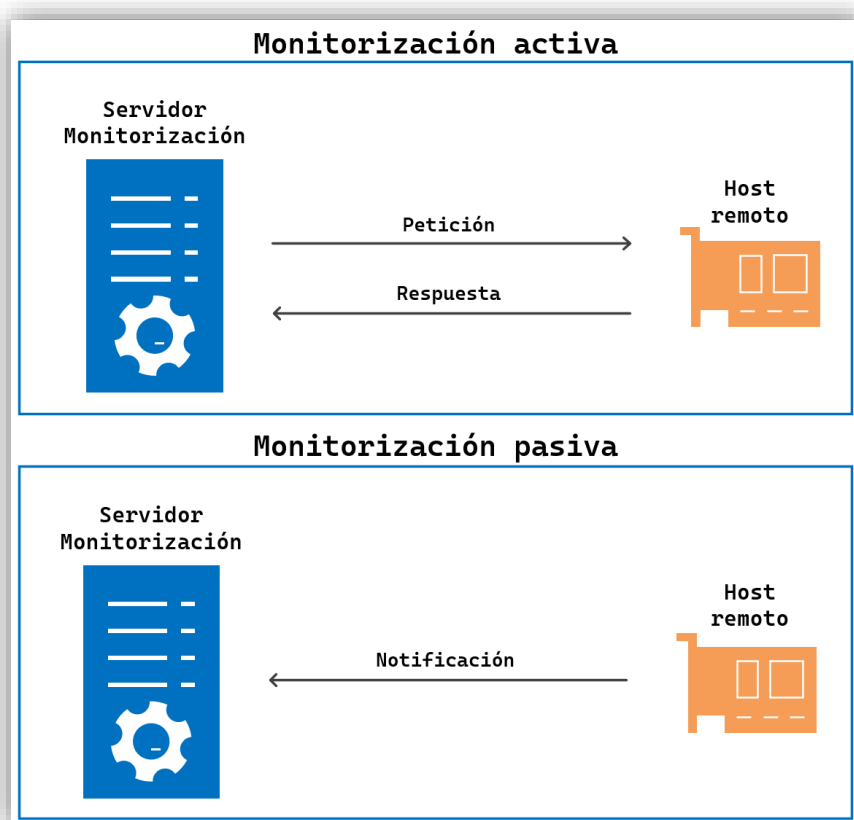 Monitorización activa
Servidor
Monitorización
Host
remoto
Petición
Respuesta
Monitorización pasiva
Servidor
Monitorización
Host
remoto
Notificación